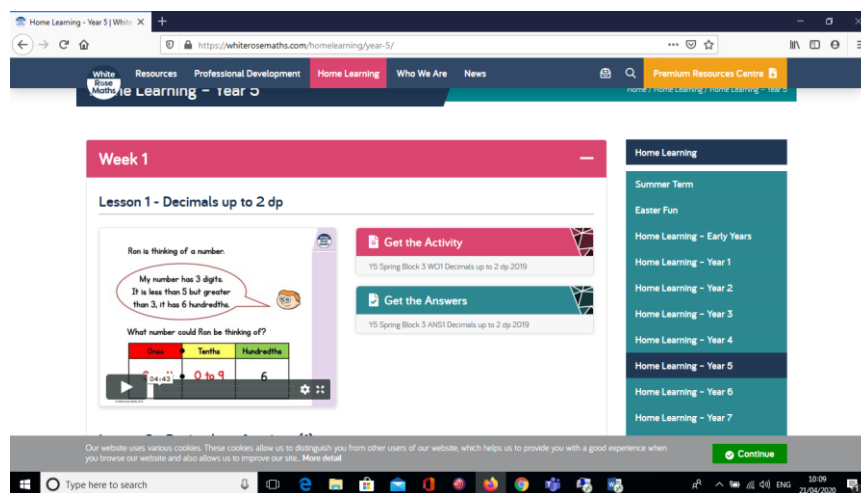 Home Learning - Year 5 | White
https://whiterosemaths.com/homelearning/year-5/
White Rose Maths
Resources
Professional Development
Home Learning
Who We Are
News
Premium Resources Centre
Home Learning – Year 5
Home / Home Learning / Home Learning – Year 5
Week 1
Lesson 1 - Decimals up to 2 dp
Ron is thinking of a number.
My number has 3 digits.
It is less than 5 but greater
than 3, it has 6 hundredths.
What number could Ron be thinking of?
Ones Tenths Hundredths
0 to 9 6
04:43
Get the Activity
Y5 Spring Block 3 WO1 Decimals up to 2 dp 2019
Get the Answers
Y5 Spring Block 3 ANS1 Decimals up to 2 dp 2019
Home Learning
Summer Term
Easter Fun
Home Learning – Early Years
Home Learning – Year 1
Home Learning – Year 2
Home Learning – Year 3
Home Learning – Year 4
Home Learning – Year 5
Home Learning – Year 6
Home Learning – Year 7
Our website uses various cookies. These cookies allow us to distinguish you from other users of our website, which helps us to provide you with a good experience when
you browse our website and also allows us to improve our site. More detail
Continue
Type here to search
ENG
10:09
21/04/2020